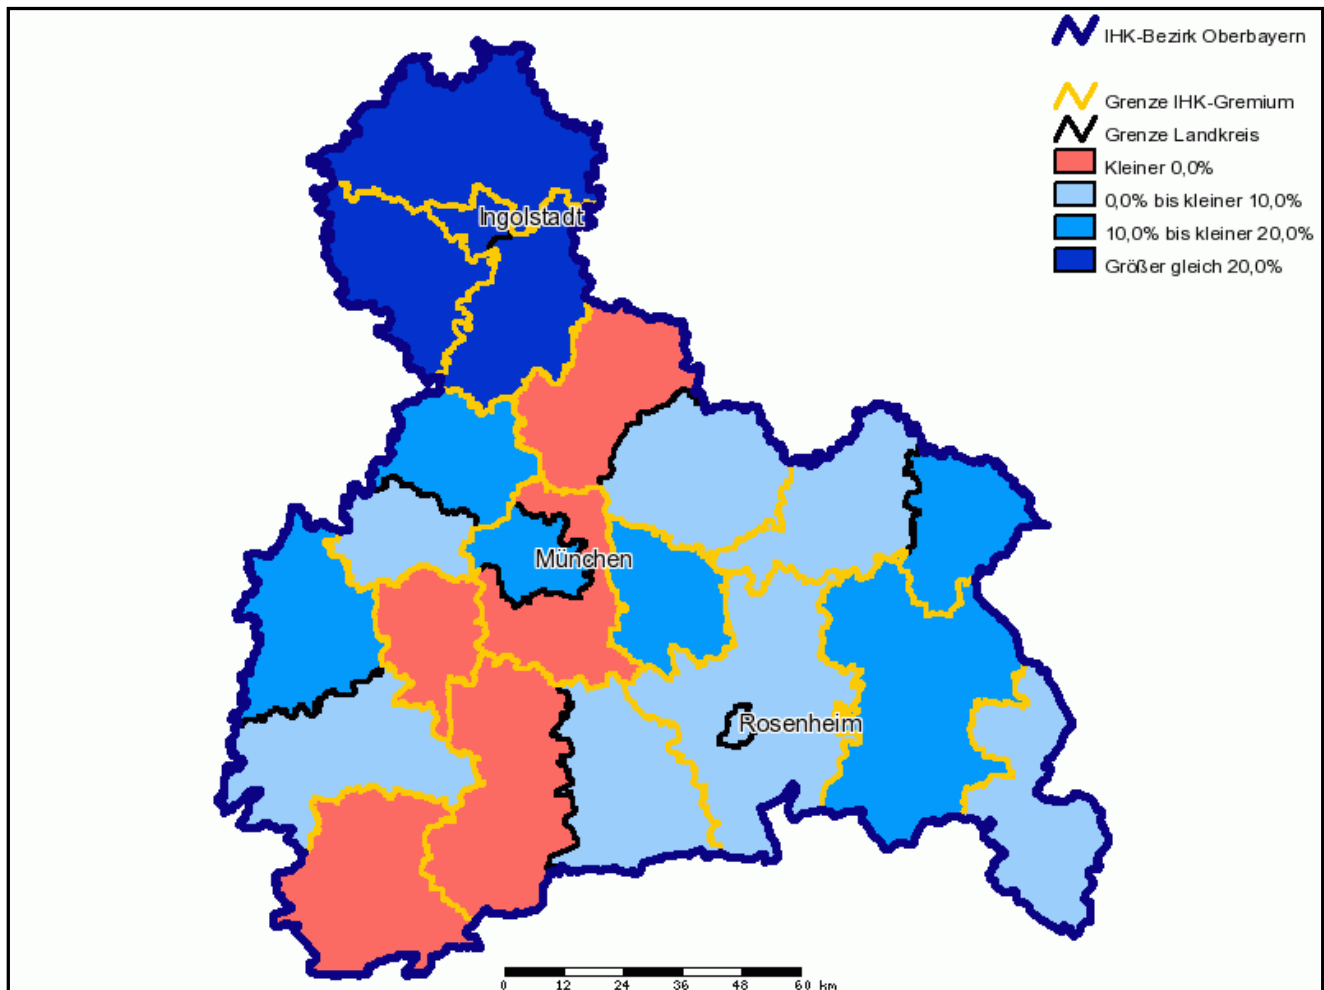 IHK-Bezirk Oberbayern
Grenze IHK-Gremium
Grenze Landkreis
Kleiner 0,0%
0,0% bis kleiner 10,0%
10,0% bis kleiner 20,0%
Größer gleich 20,0%
Ingolstadt
München
Rosenheim
0 12 24 36 48 60 km